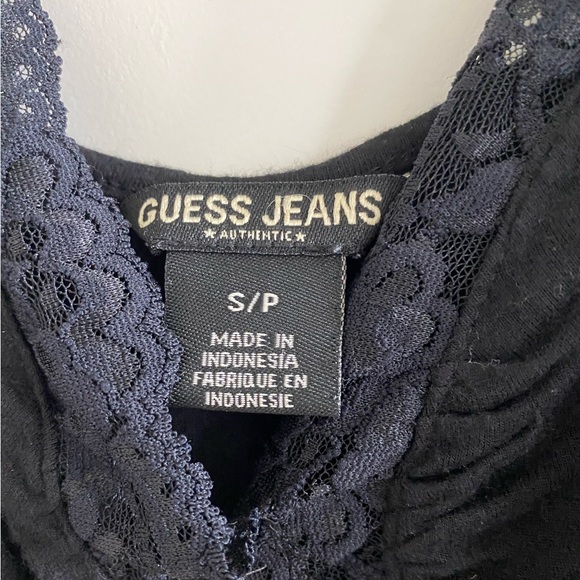 GUESS JEANS
★ AUTHENTIC ★
S/P
MADE IN
INDONESIA
FABRIQUE EN
INDONESIE